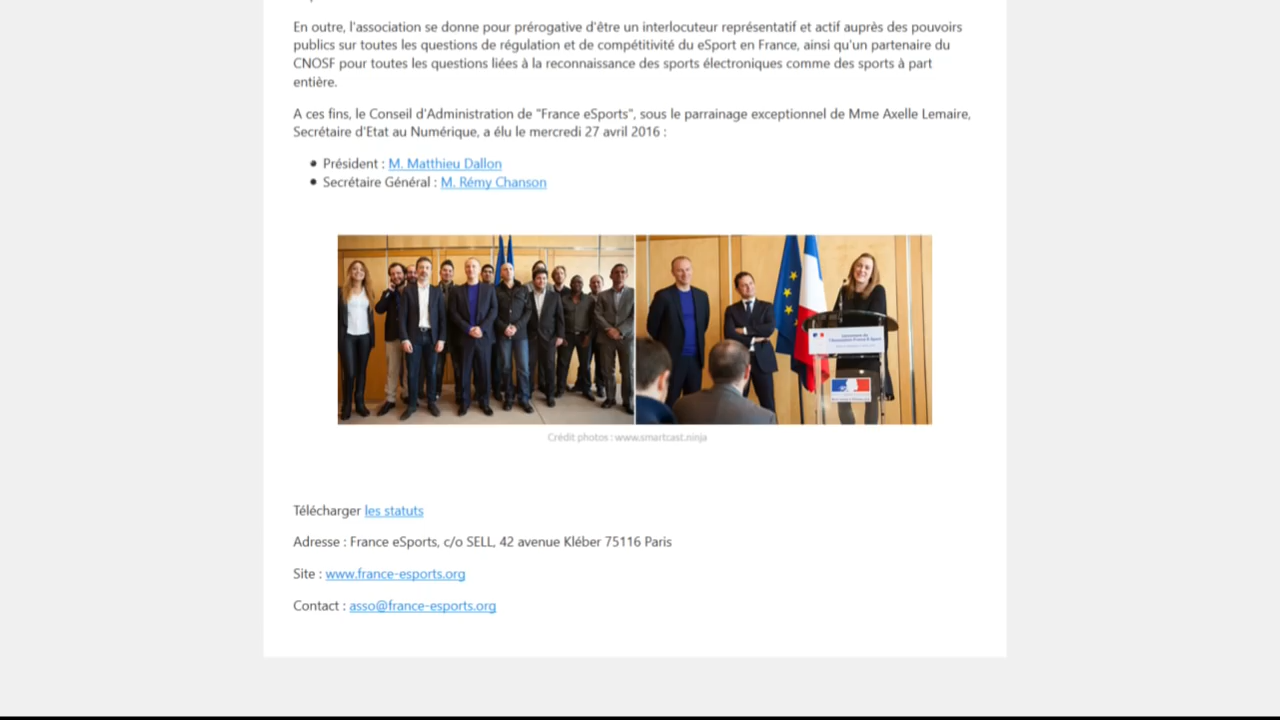 En outre, l'association se donne pour prérogative d'être un interlocuteur représentatif et actif auprès des pouvoirs
publics sur toutes les questions de régulation et de compétitivité du eSport en France, ainsi qu'un partenaire du
CNOSF pour toutes les questions liées à la reconnaissance des sports électroniques comme des sports à part
entière.
A ces fins, le Conseil d'Administration de "France eSports", sous le parrainage exceptionnel de Mme Axelle Lemaire,
Secrétaire d'Etat au Numérique, a élu le mercredi 27 avril 2016 :
Président : M. Matthieu Dallon
Secrétaire Général : M. Rémy Chanson
Crédit photos : www.smartcast.ninja
Télécharger les statuts
Adresse : France eSports, c/o SELL, 42 avenue Kléber 75116 Paris
Site : www.france-esports.org
Contact : asso@france-esports.org